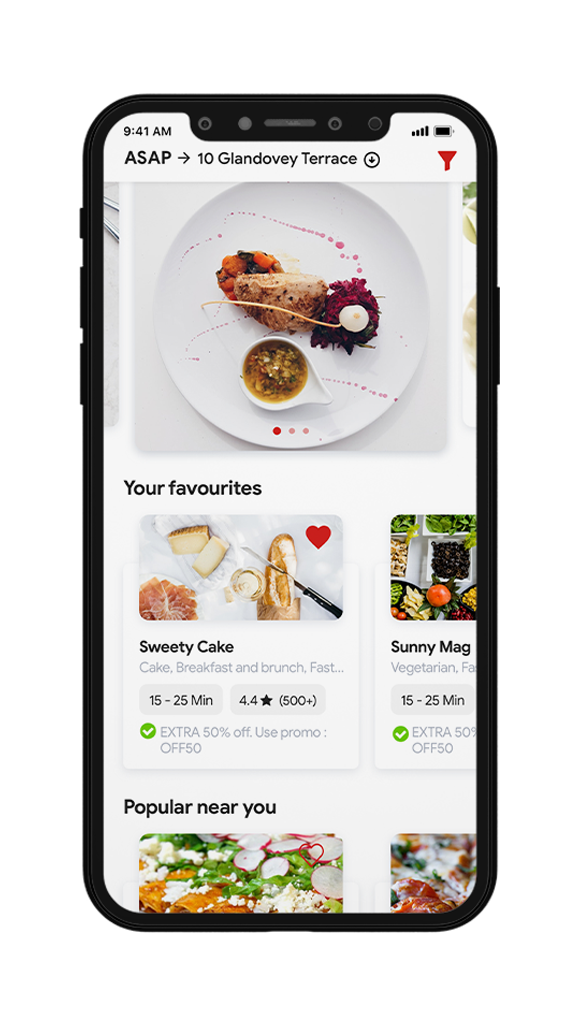 9:41 AM
ASAP → 10 Glandovey Terrace
Your favourites
Sweety Cake
Cake, Breakfast and brunch, Fast...
15 - 25 Min
4.4 ★ (500+)
EXTRA 50% off. Use promo :
OFF50
Sunny Mag
Vegetarian, Fa
15 - 25 Min
EXTRA 50%
OFF50
Popular near you